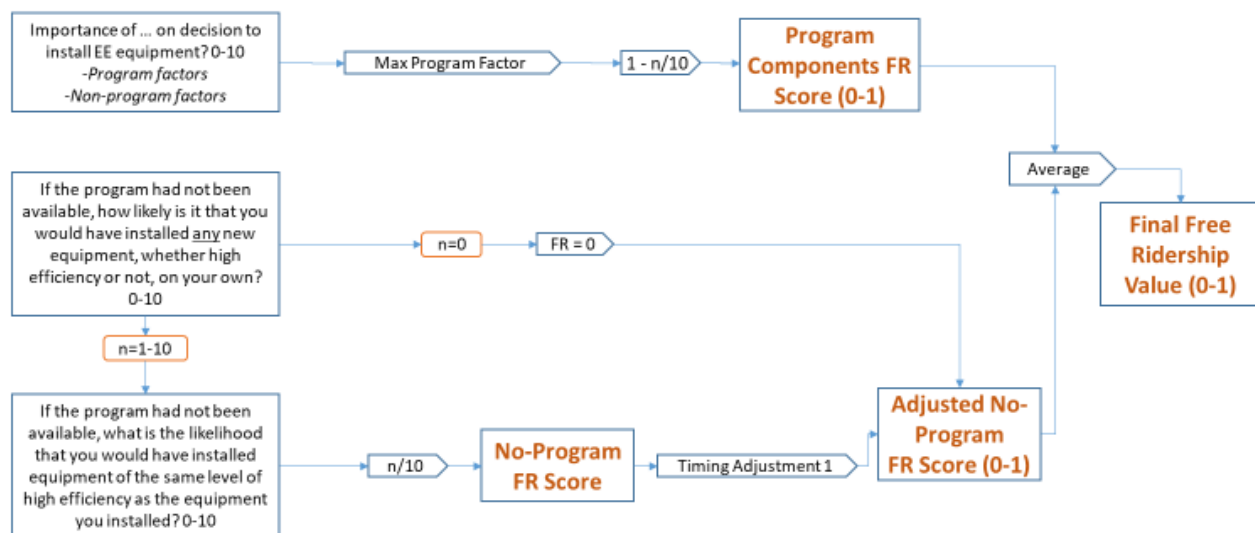 Importance of ... on decision to
install EE equipment? 0-10
-Program factors
-Non-program factors
Max Program Factor
1 - n/10
Program
Components FR
Score (0-1)
Average
Final Free
Ridership
Value (0-1)
If the program had not been
available, how likely is it that you
would have installed any new
equipment, whether high
efficiency or not, on your own?
0-10
n=0
FR = 0
n=1-10
If the program had not been
available, what is the likelihood
that you would have installed
equipment of the same level of
high efficiency as the equipment
you installed? 0-10
n/10
No-Program
FR Score
Timing Adjustment 1
Adjusted No-
Program
FR Score (0-1)